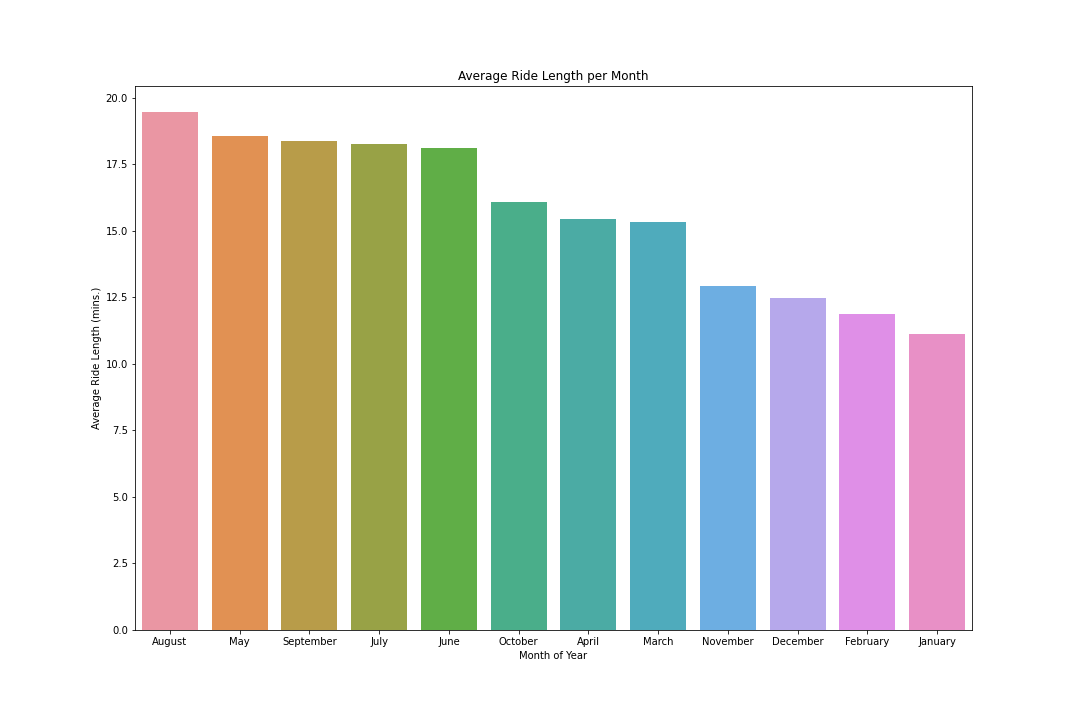 Average Ride Length per Month
Average Ride Length (mins.)
20.0
17.5
15.0
12.5
10.0
7.5
5.0
2.5
0.0
August May September July June October April March November December February January
Month of Year